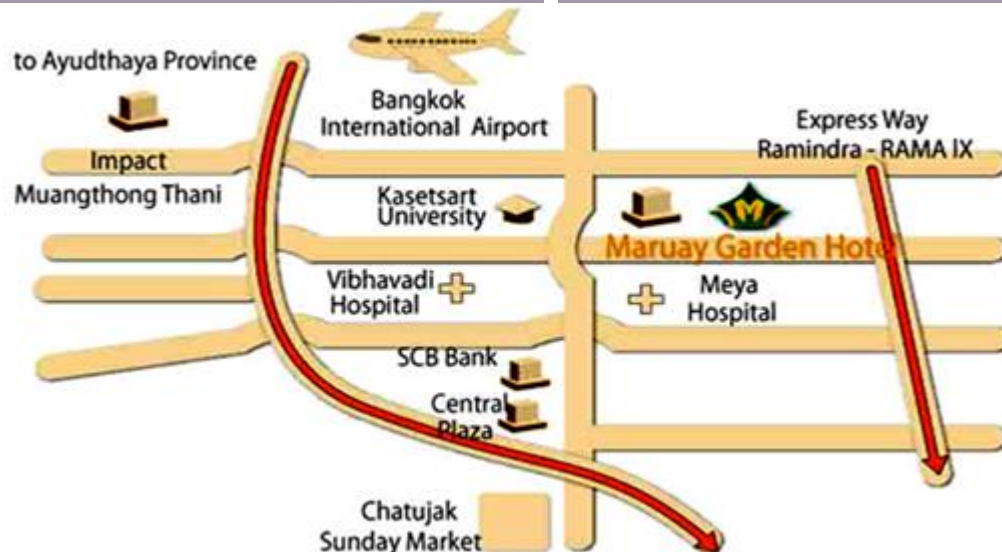 to Ayudthaya Province
Bangkok
International Airport
Express Way
Ramindra - RAMA IX
Impact
Muangthong Thani
Kasetsart
University
M
Maruay Garden Hotel
Vibhavadi
Hospital
Meya
Hospital
SCB Bank
Central
Plaza
Chatujak
Sunday Market